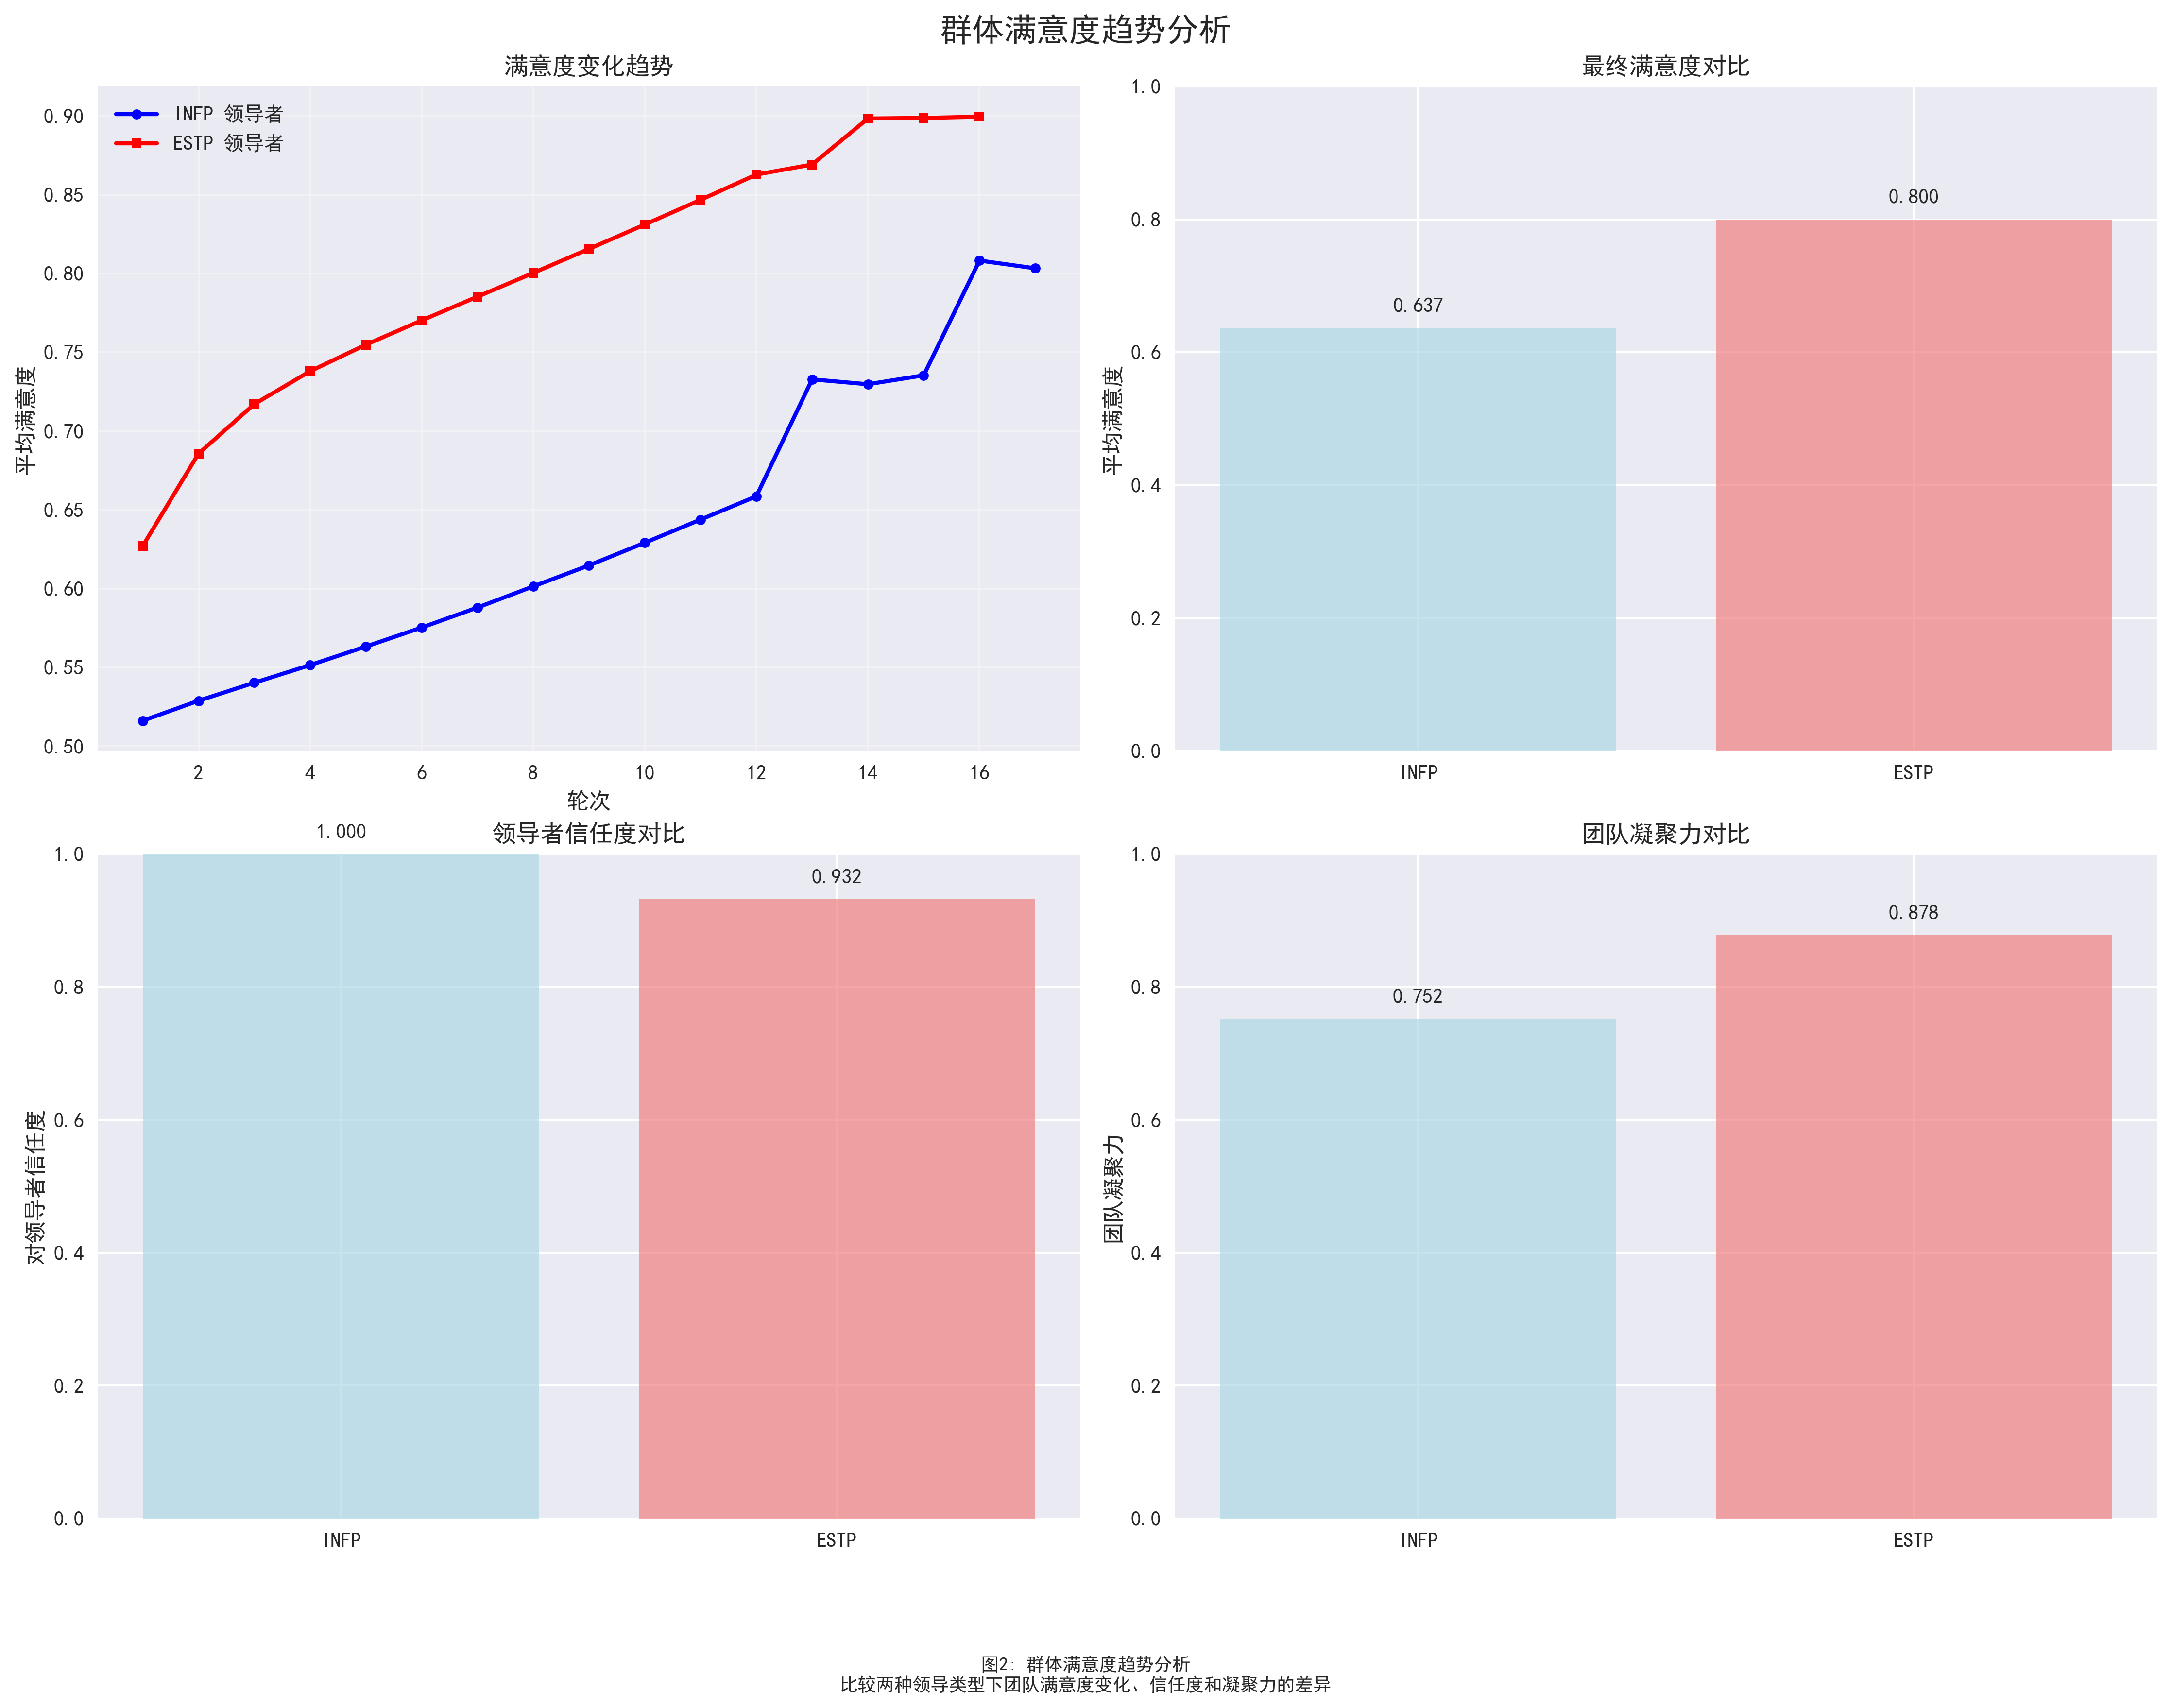 群体满意度趋势分析
满意度变化趋势
INFP 领导者
ESTP 领导者
平均满意度
0.90
0.85
0.80
0.75
0.70
0.65
0.60
0.55
0.50
2 4 6 8 10 12 14 16
轮次
最终满意度对比
平均满意度
1.0
0.8
0.6
0.4
0.2
0.0
0.637
0.800
INFP ESTP
领导者信任度对比
对领导者信任度
1.0
0.8
0.6
0.4
0.2
0.0
1.000
0.932
INFP ESTP
团队凝聚力对比
团队凝聚力
1.0
0.8
0.6
0.4
0.2
0.0
0.752
0.878
INFP ESTP
图2: 群体满意度趋势分析
比较两种领导类型下团队满意度变化、信任度和凝聚力的差异